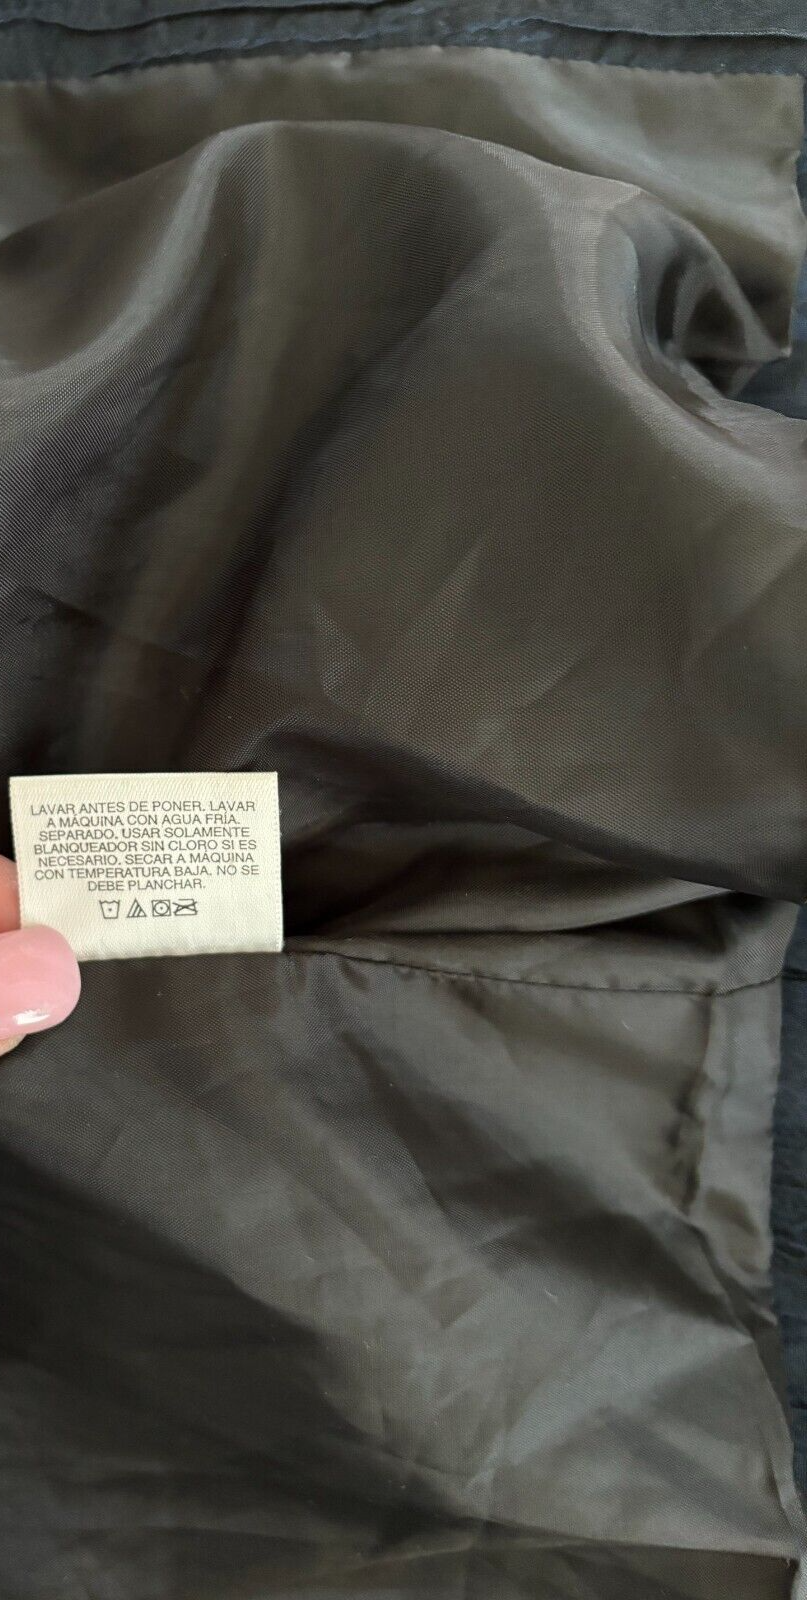 LAVAR ANTES DE PONER. LAVAR
A MÁQUINA CON AGUA FRÍA.
SEPARADO. USAR SOLAMENTE
BLANQUEADOR SIN CLORO SI ES
NECESARIO. SECAR A MÁQUINA
CON TEMPERATURA BAJA. NO SE
DEBE PLANCHAR.